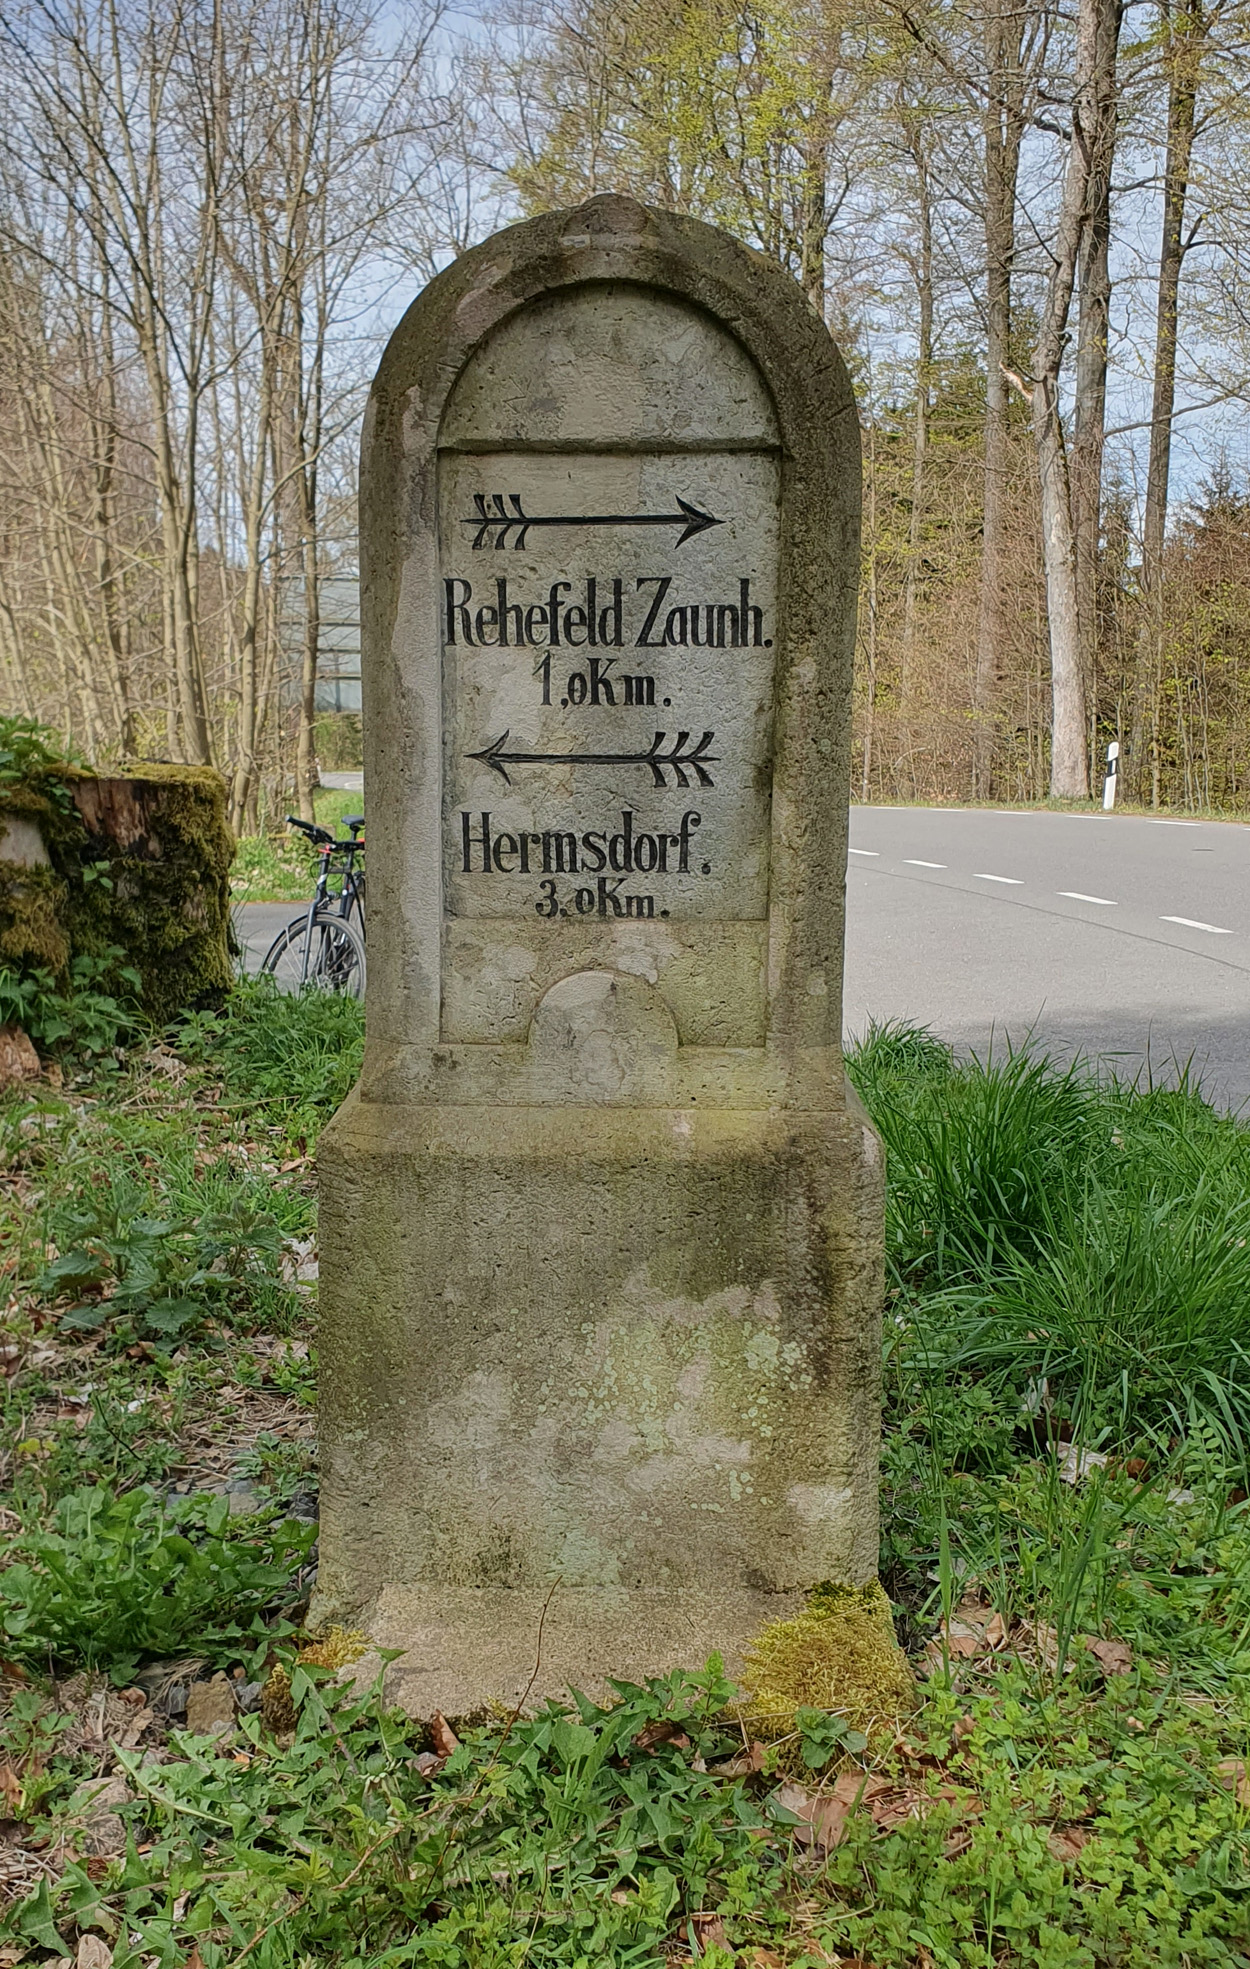 Rehefeld Zaunh.
1,0Km.
Hermsdorf.
3.0Km.